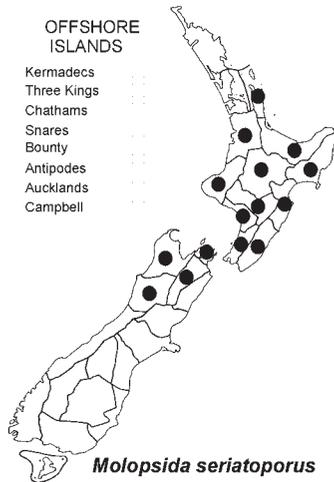 OFFSHORE
ISLANDS
Kermadecs
Three Kings
Chathams
Snares
Bounty
Antipodes
Aucklands
Campbell
Molopsida seriatoporus